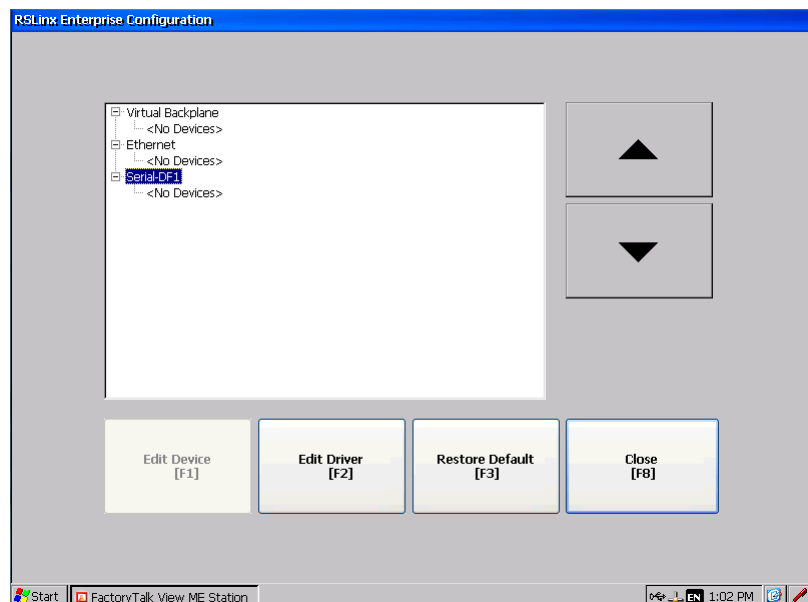 RSLinx Enterprise Configuration
Virtual Backplane
<No Devices>
Ethernet
<No Devices>
Serial-DF1
<No Devices>
Edit Device
[F1]
Edit Driver
[F2]
Restore Default
[F3]
Close
[F8]
Start
FactoryTalk View ME Station
EN
1:02 PM